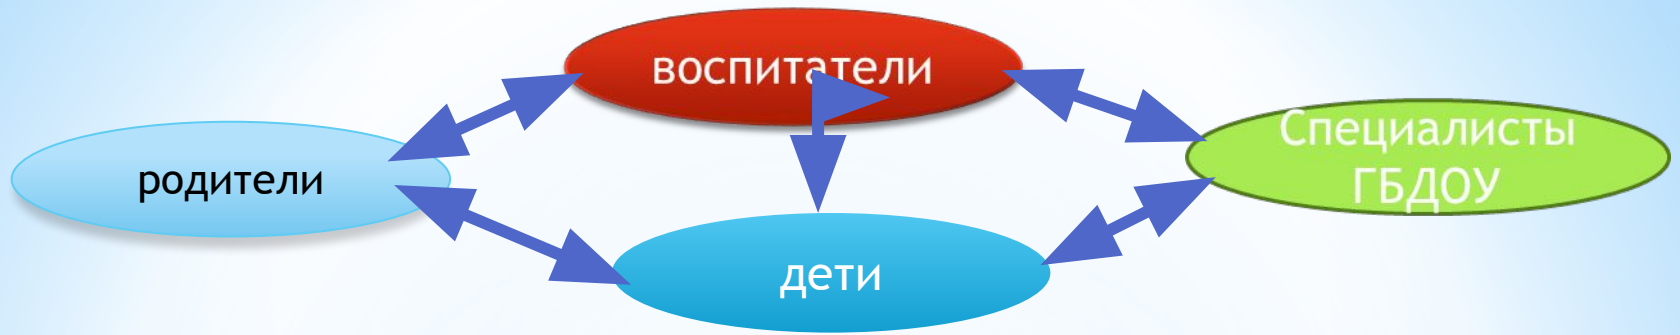 воспитатели
родители
Специалисты
ГБДОУ
дети